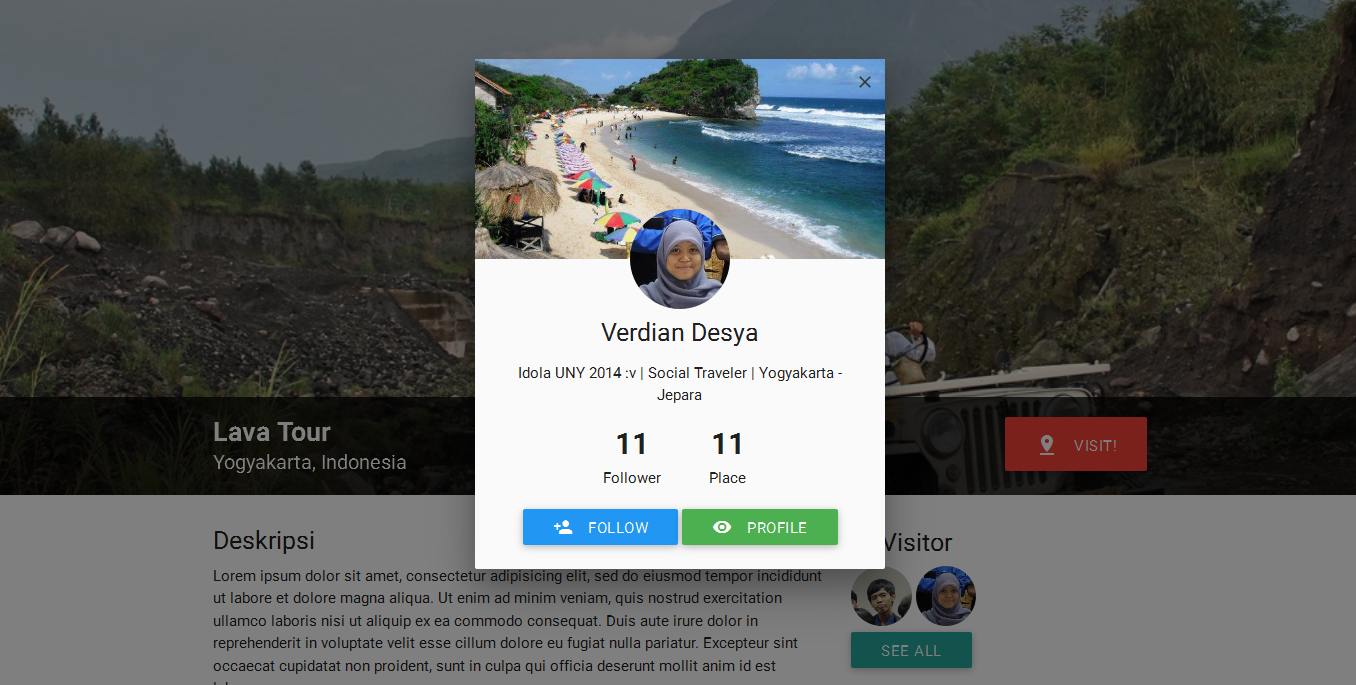 Verdian Desya
Idola UNY 2014 :v | Social Traveler | Yogyakarta -
Jepara
11 11
Follower Place
FOLLOW PROFILE
Lava Tour
Yogyakarta, Indonesia
VISIT!
Deskripsi
Lorem ipsum dolor sit amet, consectetur adipisicing elit, sed do eiusmod tempor incididunt
ut labore et dolore magna aliqua. Ut enim ad minim veniam, quis nostrud exercitation
ullamco laboris nisi ut aliquip ex ea commodo consequat. Duis aute irure dolor in
reprehenderit in voluptate velit esse cillum dolore eu fugiat nulla pariatur. Excepteur sint
occaecat cupidatat non proident, sunt in culpa qui officia deserunt mollit anim id est
Visitor
SEE ALL